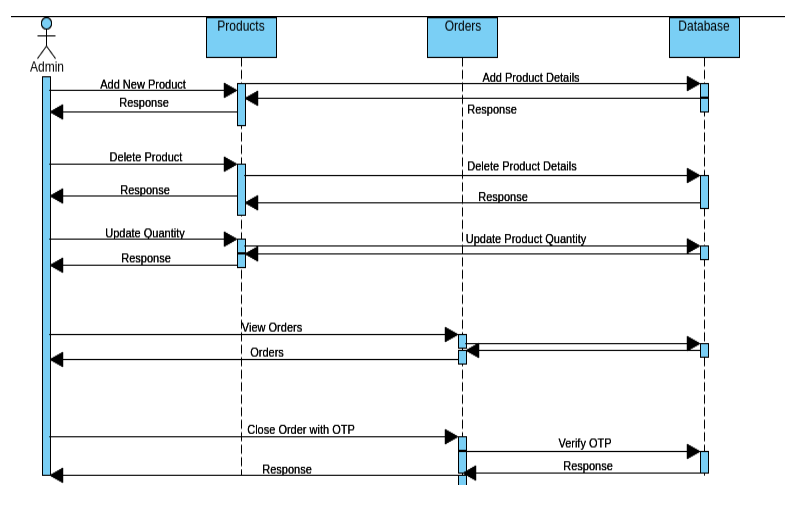 Products
Orders
Database
Admin
Add New Product
Add Product Details
Response
Response
Delete Product
Delete Product Details
Response
Response
Update Quantity
Update Product Quantity
Response
View Orders
Orders
Close Order with OTP
Verify OTP
Response
Response